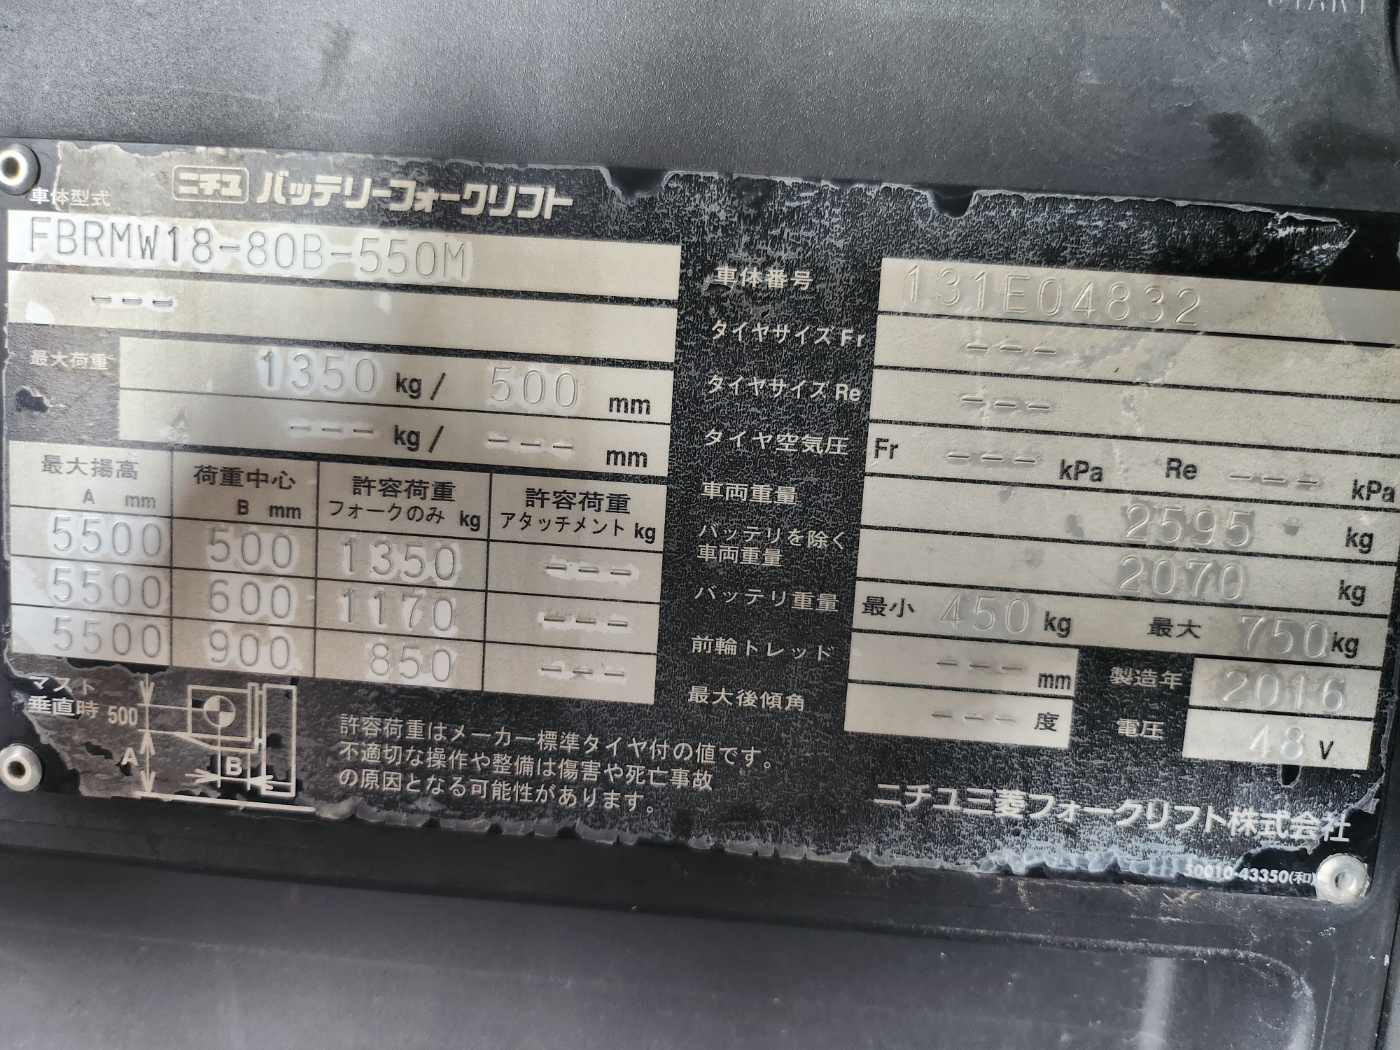 START
ニチユ バッテリーフォークリフト
車体型式
FBRMW18-80B-550M
---
最大荷重 1350 kg / 500 mm
--- kg / --- mm
最大揚高 A mm 荷重中心 B mm 許容荷重 フォークのみ kg 許容荷重 アタッチメント kg
5500 500 1350 ---
5500 600 1170 ---
5500 900 850 ---
マスト垂直時 500 A B
許容荷重はメーカー標準タイヤ付の値です。
不適切な操作や整備は傷害や死亡事故
の原因となる可能性があります。
車体番号 131E04832
タイヤサイズ Fr ---
タイヤサイズ Re ---
タイヤ空気圧 Fr --- kPa Re --- kPa
車両重量 2595 kg
バッテリを除く車両重量 2070 kg
バッテリ重量 最小 450 kg 最大 750 kg
前輪トレッド --- mm 製造年 2016
最大後傾角 --- 度 電圧 48 V
ニチユ三菱フォークリフト株式会社
50010-43350(和)